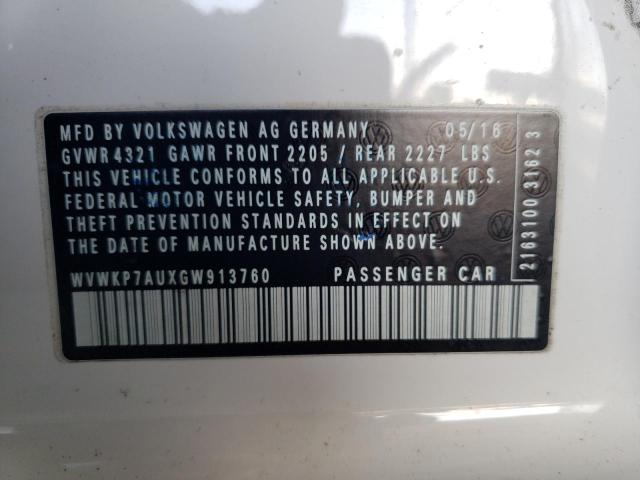 MFD BY VOLKSWAGEN AG GERMANY 05/16
GVWR 4321 GAWR FRONT 2205 / REAR 2227 LBS
THIS VEHICLE CONFORMS TO ALL APPLICABLE U.S.
FEDERAL MOTOR VEHICLE SAFETY, BUMPER AND
THEFT PREVENTION STANDARDS IN EFFECT ON
THE DATE OF MANUFACTURE SHOWN ABOVE.
WVWKP7AUXGW913760 PASSENGER CAR
2163100 31623